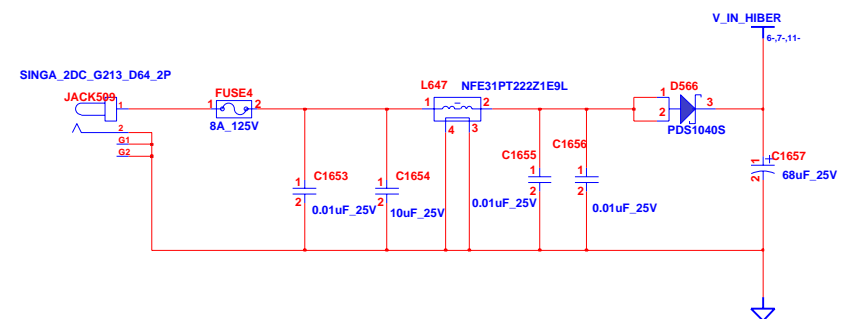 V_IN_HIBER
6-,7-,11-
SINGA_2DC_G213_D64_2P
JACK509
1
2
G1
G2
FUSE4
1 2
8A_125V
L647 NFE31PT222Z1E9L
1 2
4 3
D566
1
2
3
PDS1040S
C1653
1
2
0.01uF_25V
C1654
1
2
10uF_25V
C1655
1
2
0.01uF_25V
C1656
1
2
0.01uF_25V
+
C1657
1
2
68uF_25V